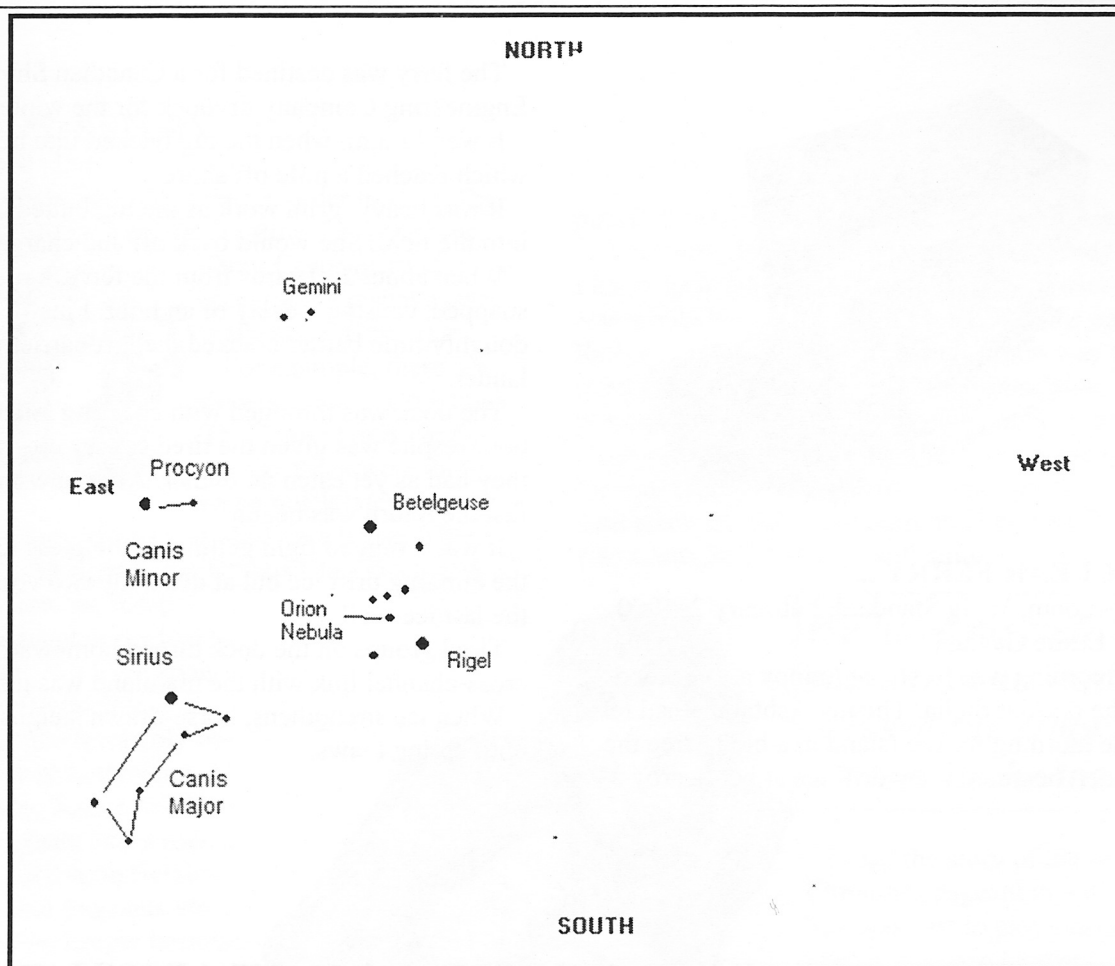 NORTH
Gemini
West
Procyon
East
Betelgeuse
Canis
Minor
Orion
Nebula
Sirius
Rigel
Canis
Major
SOUTH